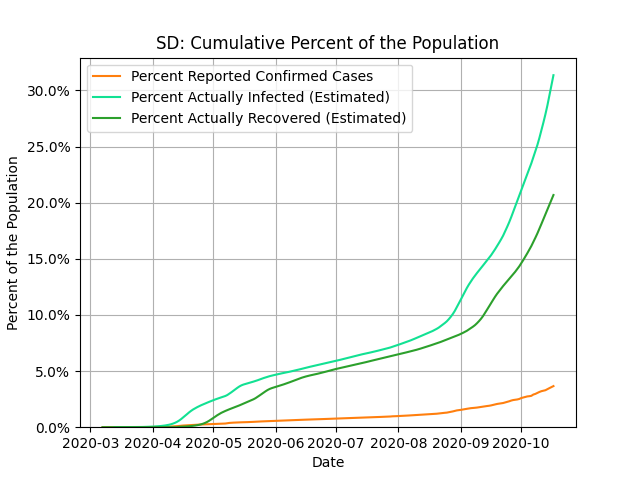 SD: Cumulative Percent of the Population
Percent Reported Confirmed Cases
Percent Actually Infected (Estimated)
Percent Actually Recovered (Estimated)
30.0%
25.0%
20.0%
15.0%
10.0%
5.0%
0.0%
Percent of the Population
2020-03 2020-04 2020-05 2020-06 2020-07 2020-08 2020-09 2020-10
Date